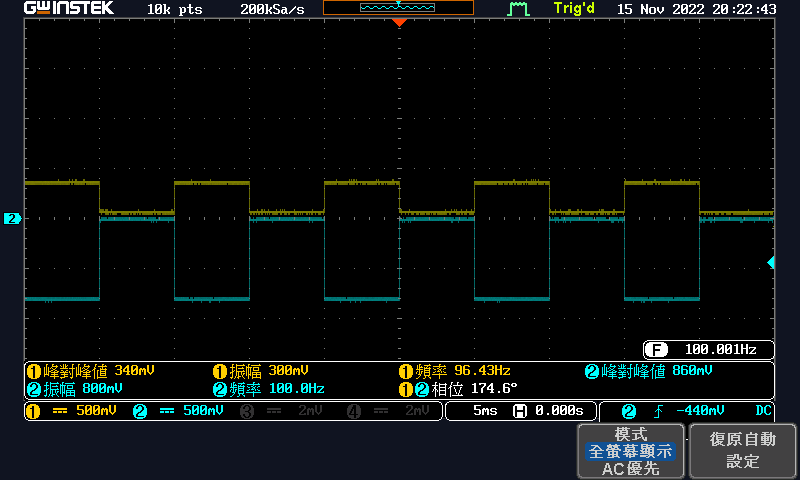 GWINSTEK 10k pts 200kSa/s Trig'd 15 Nov 2022 20:22:43
2
F 100.001Hz
1 峰對峰值 340mV 1 振幅 300mV 1 頻率 96.43Hz 2 峰對峰值 860mV
2 振幅 800mV 2 頻率 100.0Hz 1 2 相位 174.6°
1 500mV 2 500mV 3 2mV 4 2mV 5ms H 0.000s 2 -440mV DC
模式
全螢幕顯示
AC優先
復原自動
設定